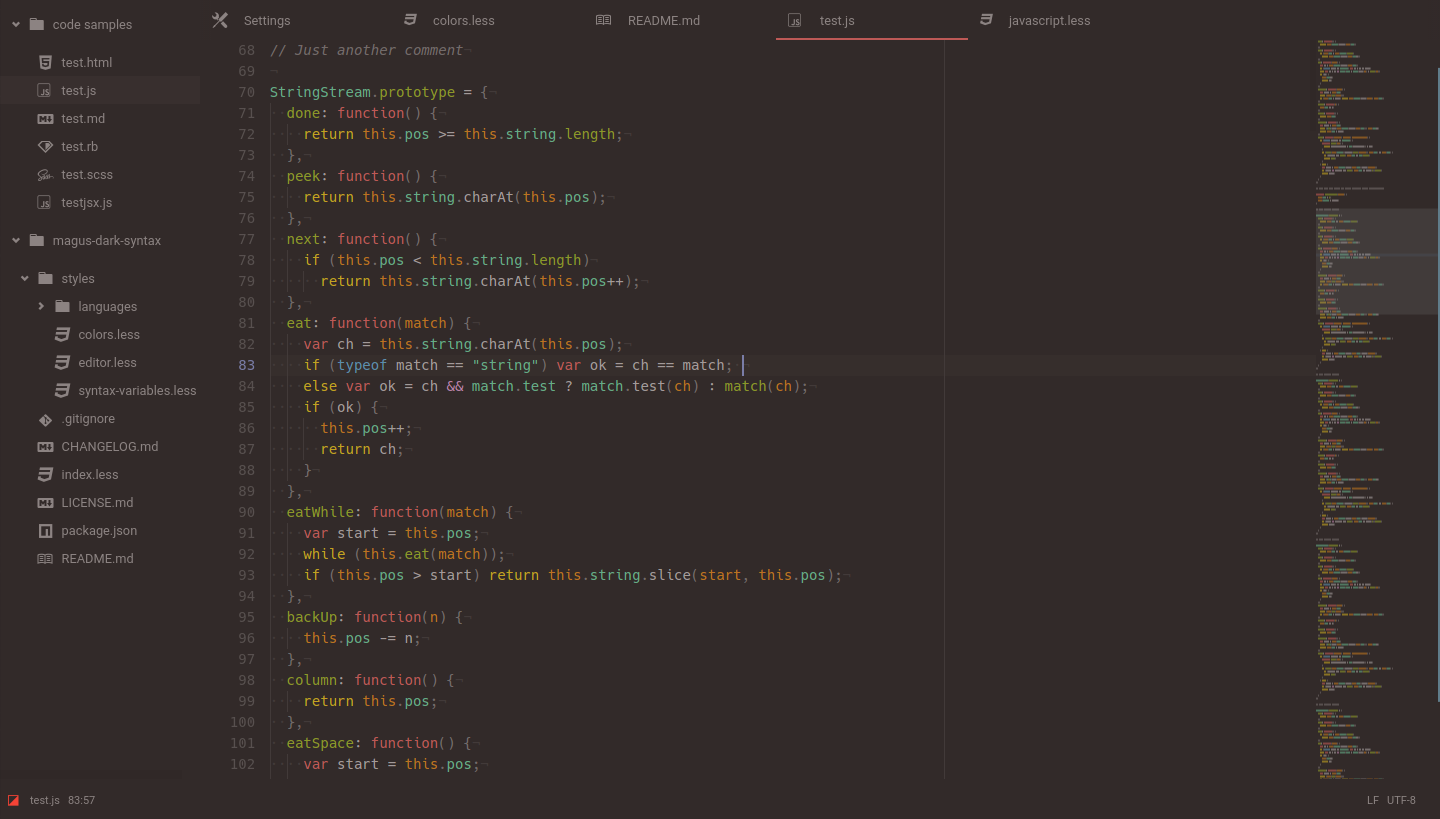 code samples
test.html
test.js
test.md
test.rb
test.scss
testjsx.js
magus-dark-syntax
styles
languages
colors.less
editor.less
syntax-variables.less
.gitignore
CHANGELOG.md
index.less
LICENSE.md
package.json
README.md
Settings
colors.less
README.md
test.js
javascript.less
68 // Just another comment¬
69 ¬
70 StringStream.prototype = {¬
71 ··done: function() {¬
72 ····return this.pos >= this.string.length;¬
73 ··},¬
74 ··peek: function() {¬
75 ····return this.string.charAt(this.pos);¬
76 ··},¬
77 ··next: function() {¬
78 ····if (this.pos < this.string.length)¬
79 ······return this.string.charAt(this.pos++);¬
80 ··},¬
81 ··eat: function(match) {¬
82 ····var ch = this.string.charAt(this.pos);¬
83 ····if (typeof match == "string") var ok = ch == match;·¬
84 ····else var ok = ch && match.test ? match.test(ch) : match(ch);¬
85 ····if (ok) {¬
86 ······this.pos++;¬
87 ······return ch;¬
88 ····}¬
89 ··},¬
90 ··eatWhile: function(match) {¬
91 ····var start = this.pos;¬
92 ····while (this.eat(match));¬
93 ····if (this.pos > start) return this.string.slice(start, this.pos);¬
94 ··},¬
95 ··backUp: function(n) {¬
96 ····this.pos -= n;¬
97 ··},¬
98 ··column: function() {¬
99 ····return this.pos;¬
100 ··},¬
101 ··eatSpace: function() {¬
102 ····var start = this.pos;¬
test.js 83:57
LF UTF-8